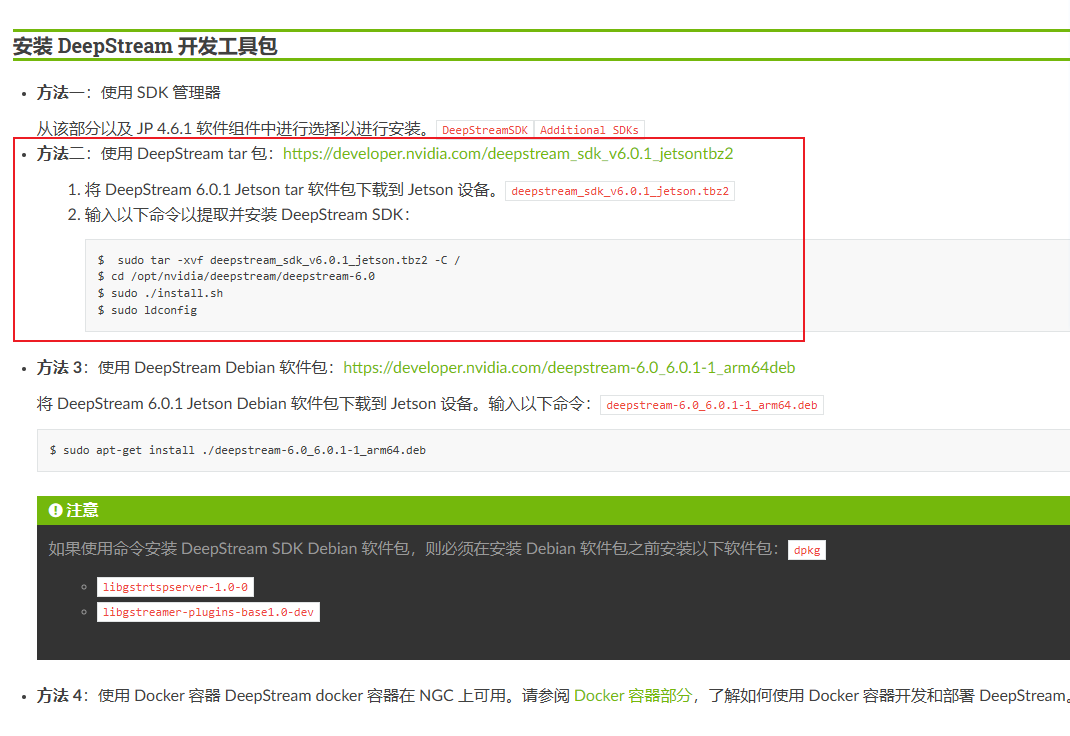 安装 DeepStream 开发工具包
• 方法一：使用 SDK 管理器
从该部分以及 JP 4.6.1 软件组件中进行选择以进行安装。 DeepStreamSDK Additional SDKs
• 方法二：使用 DeepStream tar 包：https://developer.nvidia.com/deepstream_sdk_v6.0.1_jetsontbz2
1. 将 DeepStream 6.0.1 Jetson tar 软件包下载到 Jetson 设备。 deepstream_sdk_v6.0.1_jetson.tbz2
2. 输入以下命令以提取并安装 DeepStream SDK：
$  sudo tar -xvf deepstream_sdk_v6.0.1_jetson.tbz2 -C /
$ cd /opt/nvidia/deepstream/deepstream-6.0
$ sudo ./install.sh
$ sudo ldconfig
• 方法 3：使用 DeepStream Debian 软件包：https://developer.nvidia.com/deepstream-6.0_6.0.1-1_arm64deb
将 DeepStream 6.0.1 Jetson Debian 软件包下载到 Jetson 设备。输入以下命令： deepstream-6.0_6.0.1-1_arm64.deb
$ sudo apt-get install ./deepstream-6.0_6.0.1-1_arm64.deb
注意
如果使用命令安装 DeepStream SDK Debian 软件包，则必须在安装 Debian 软件包之前安装以下软件包： dpkg
◦ libgstrtspserver-1.0-0
◦ libgstreamer-plugins-base1.0-dev
• 方法 4：使用 Docker 容器 DeepStream docker 容器在 NGC 上可用。请参阅 Docker 容器部分，了解如何使用 Docker 容器开发和部署 DeepStream。